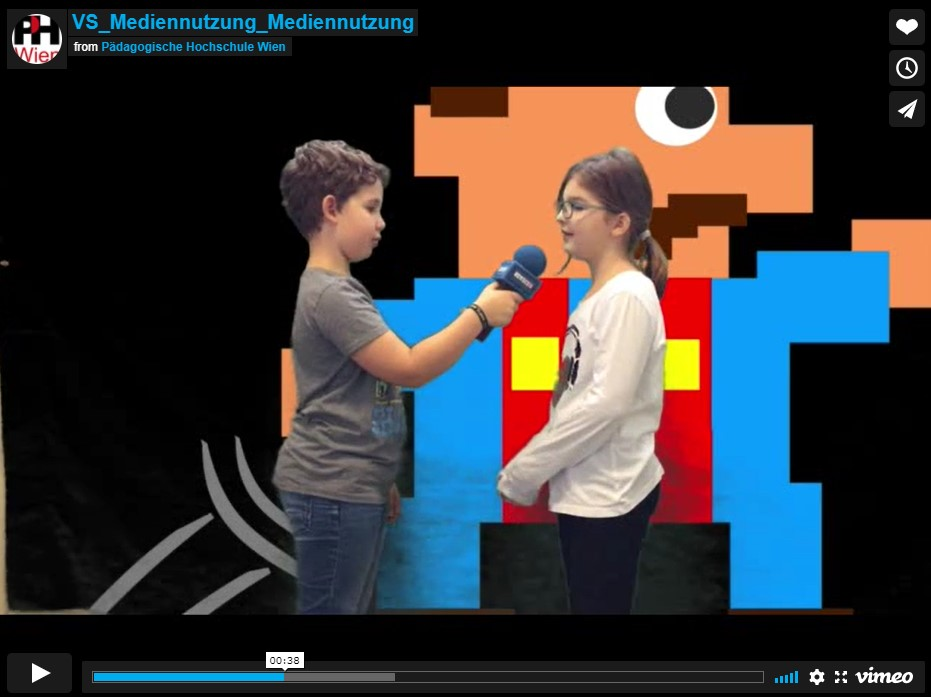 VS_Mediennutzung_Mediennutzung
PH
Wien
from Pädagogische Hochschule Wien
00:38
vimeo